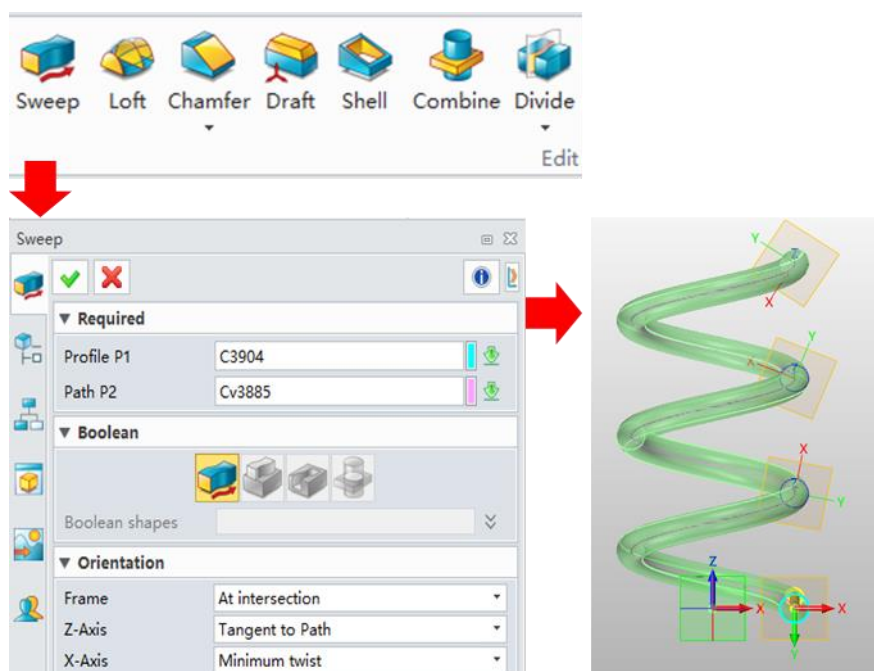 Sweep Loft Chamfer Draft Shell Combine Divide
Edit
Sweep
Required
Profile P1 C3904
Path P2 Cv3885
Boolean
Boolean shapes
Orientation
Frame At intersection
Z-Axis Tangent to Path
X-Axis Minimum twist
Y
X
Y
X
X
Y
Z
X
X
Y